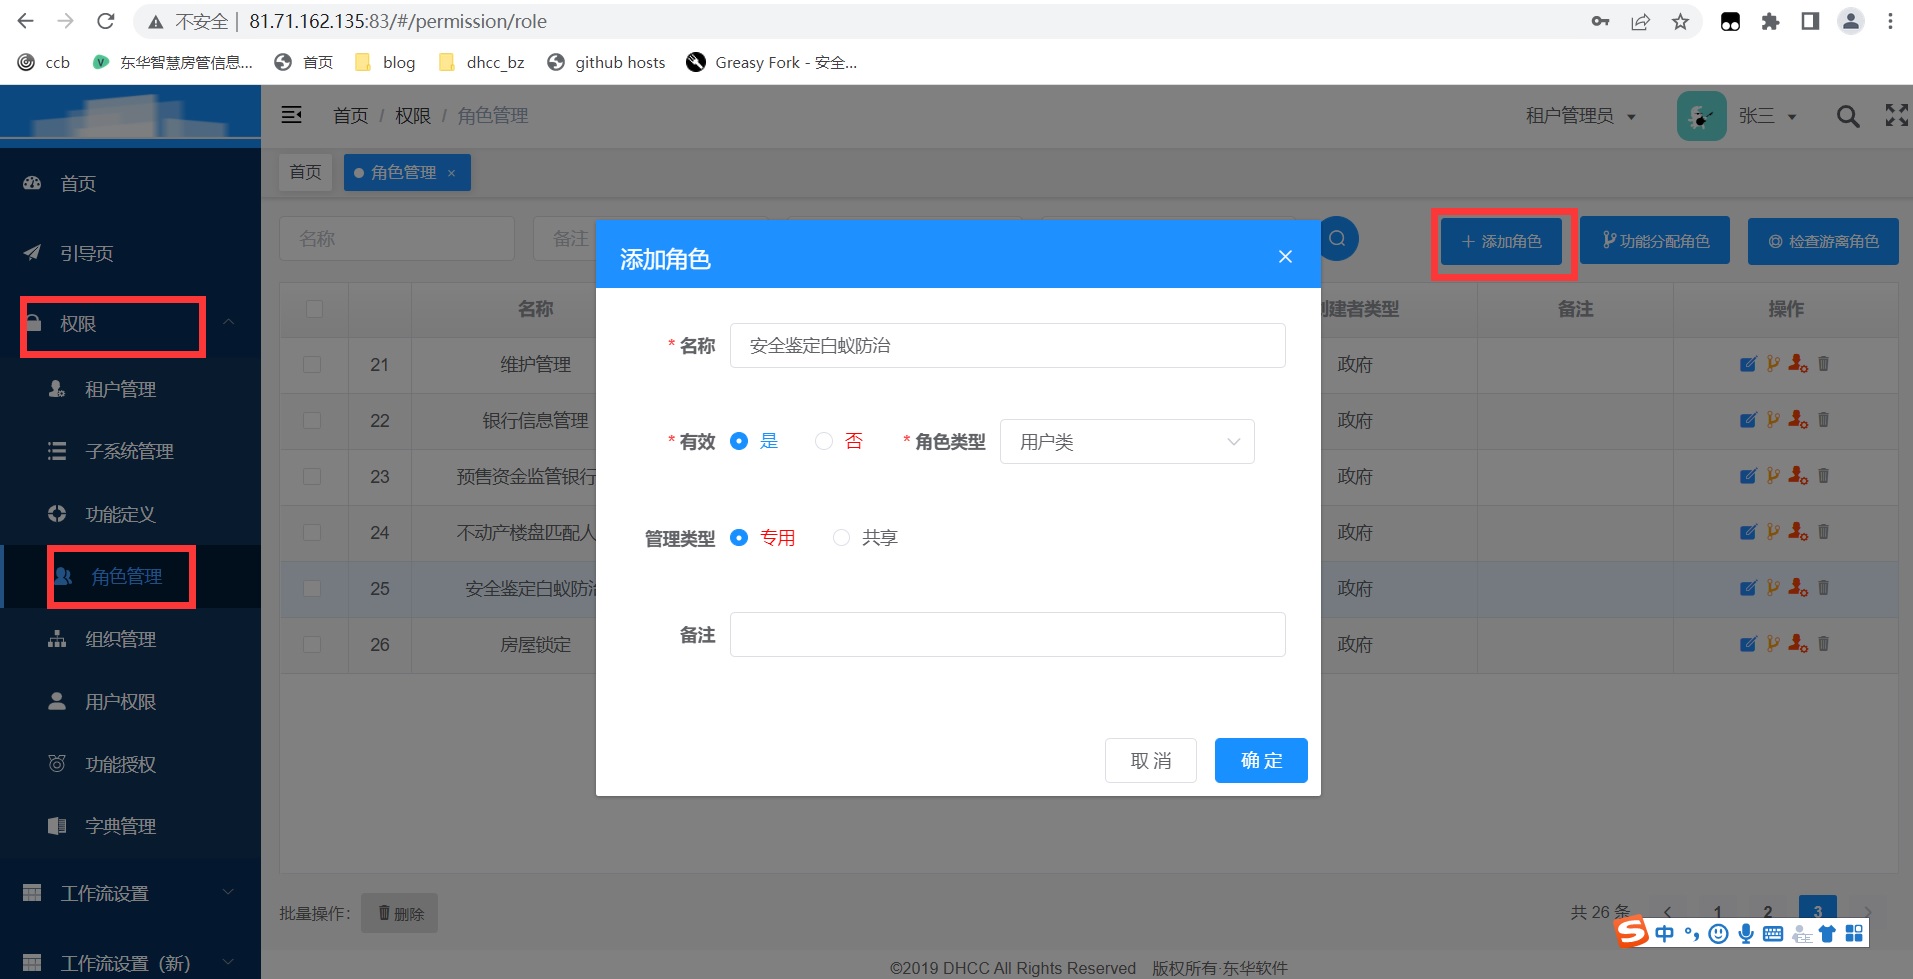 不安全 | 81.71.162.135:83/#/permission/role
ccb 东华智慧房管信息... 首页 blog dhcc_bz github hosts Greasy Fork - 安全...
首页 / 权限 / 角色管理 租户管理员 张三
首页 角色管理 ×
首页
引导页
权限
租户管理
子系统管理
功能定义
角色管理
组织管理
用户权限
功能授权
字典管理
工作流设置
工作流设置（新）
名称 备注 + 添加角色 功能分配角色 检查游离角色
名称 创建者类型 备注 操作
21 维护管理 政府
22 银行信息管理 政府
23 预售资金监管银行 政府
24 不动产楼盘匹配人 政府
25 安全鉴定白蚁防治 政府
26 房屋锁定 政府
添加角色
* 名称 安全鉴定白蚁防治
* 有效 是 否 * 角色类型 用户类
管理类型 专用 共享
备注
取 消 确 定
批量操作: 删除 共 26 条 < 1 2 3 >
S 中
©2019 DHCC All Rights Reserved 版权所有·东华软件